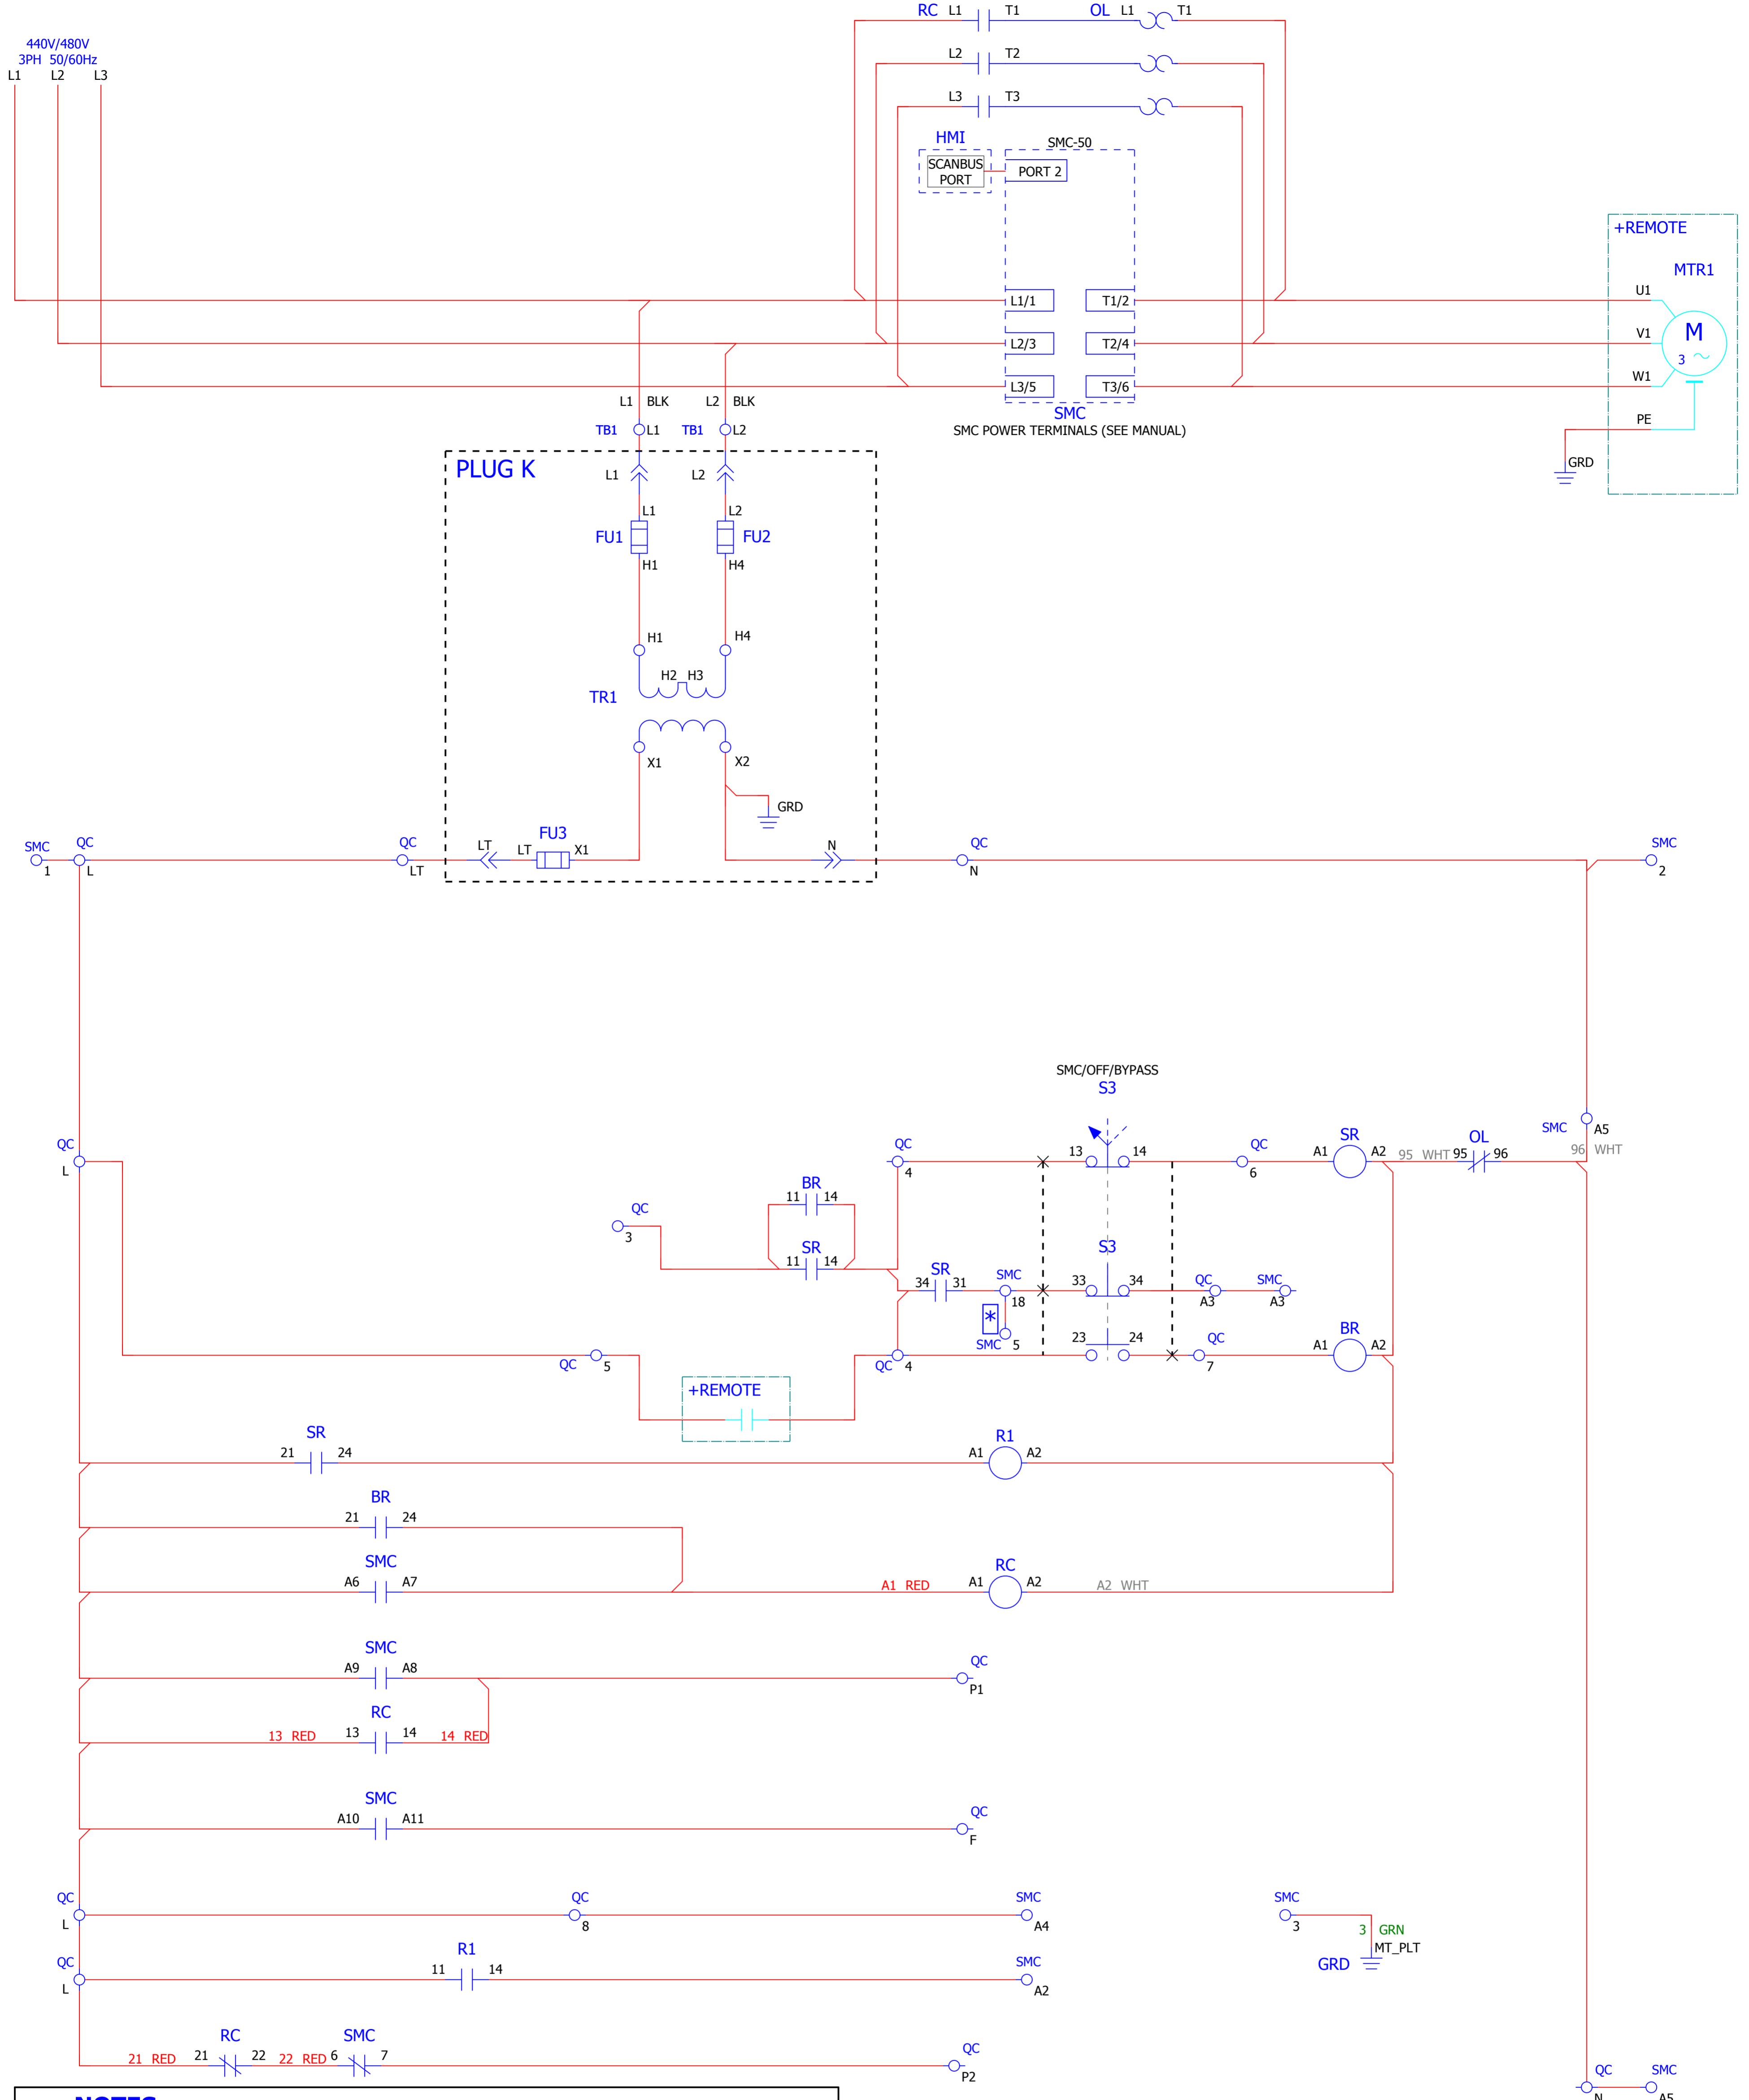 RC L1 T1 OL L1 T1
440V/480V
3PH 50/60Hz
L1 L2 L3
L2 T2
L3 T3
HMI
SMC-50
SCANBUS
PORT
PORT 2
+REMOTE
MTR1
L1/1 T1/2 U1
L2/3 T2/4 V1
M
3
L3/5 T3/6 W1
L1 BLK L2 BLK
SMC
SMC POWER TERMINALS (SEE MANUAL)
PE
GRD
TB1 L1 TB1 L2
PLUG K
L1 L2
L1 L2
FU1 FU2
H1 H4
H1 H4
H2 H3
TR1
X1 X2
GRD
SMC QC QC LT LT FU3 X1 N QC SMC
1 L LT N 2
SMC/OFF/BYPASS
S3
SMC A5
QC QC 13 14 QC SR OL
L 4 6 A1 A2 95 WHT 95 96 96 WHT
BR
11 14
QC
3
SR
11 14
S3
SR SMC QC SMC
34 31 18 33 34 A3 A3
*
SMC 5
23 24 QC BR
QC 5 QC 4 7 A1 A2
+REMOTE
SR R1
21 24 A1 A2
BR
21 24
SMC RC
A6 A7 A1 RED A1 A2 A2 WHT
SMC QC
A9 A8 P1
RC
13 RED 13 14 14 RED
SMC QC
A10 A11 F
QC QC SMC SMC
L 8 A4 3
3 GRN
MT_PLT
GRD
QC R1 SMC
L 11 14 A2
RC SMC QC
21 RED 21 22 22 RED 6 7 P2
QC SMC
N A5
NOTES